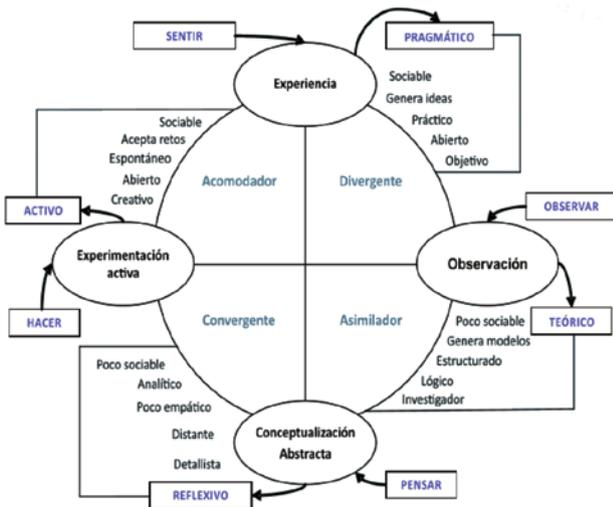 SENTIR
PRAGMÁTICO
Experiencia
Sociable
Genera ideas
Práctico
Abierto
Objetivo
Sociable
Acepta retos
Espontáneo
Abierto
Creativo
Acomodador
Divergente
ACTIVO
OBSERVAR
Experimentación
activa
Observación
HACER
TEÓRICO
Convergente
Asimilador
Poco sociable
Genera modelos
Estructurado
Lógico
Investigador
Poco sociable
Analítico
Poco empático
Distante
Detallista
Conceptualización
Abstracta
REFLEXIVO
PENSAR